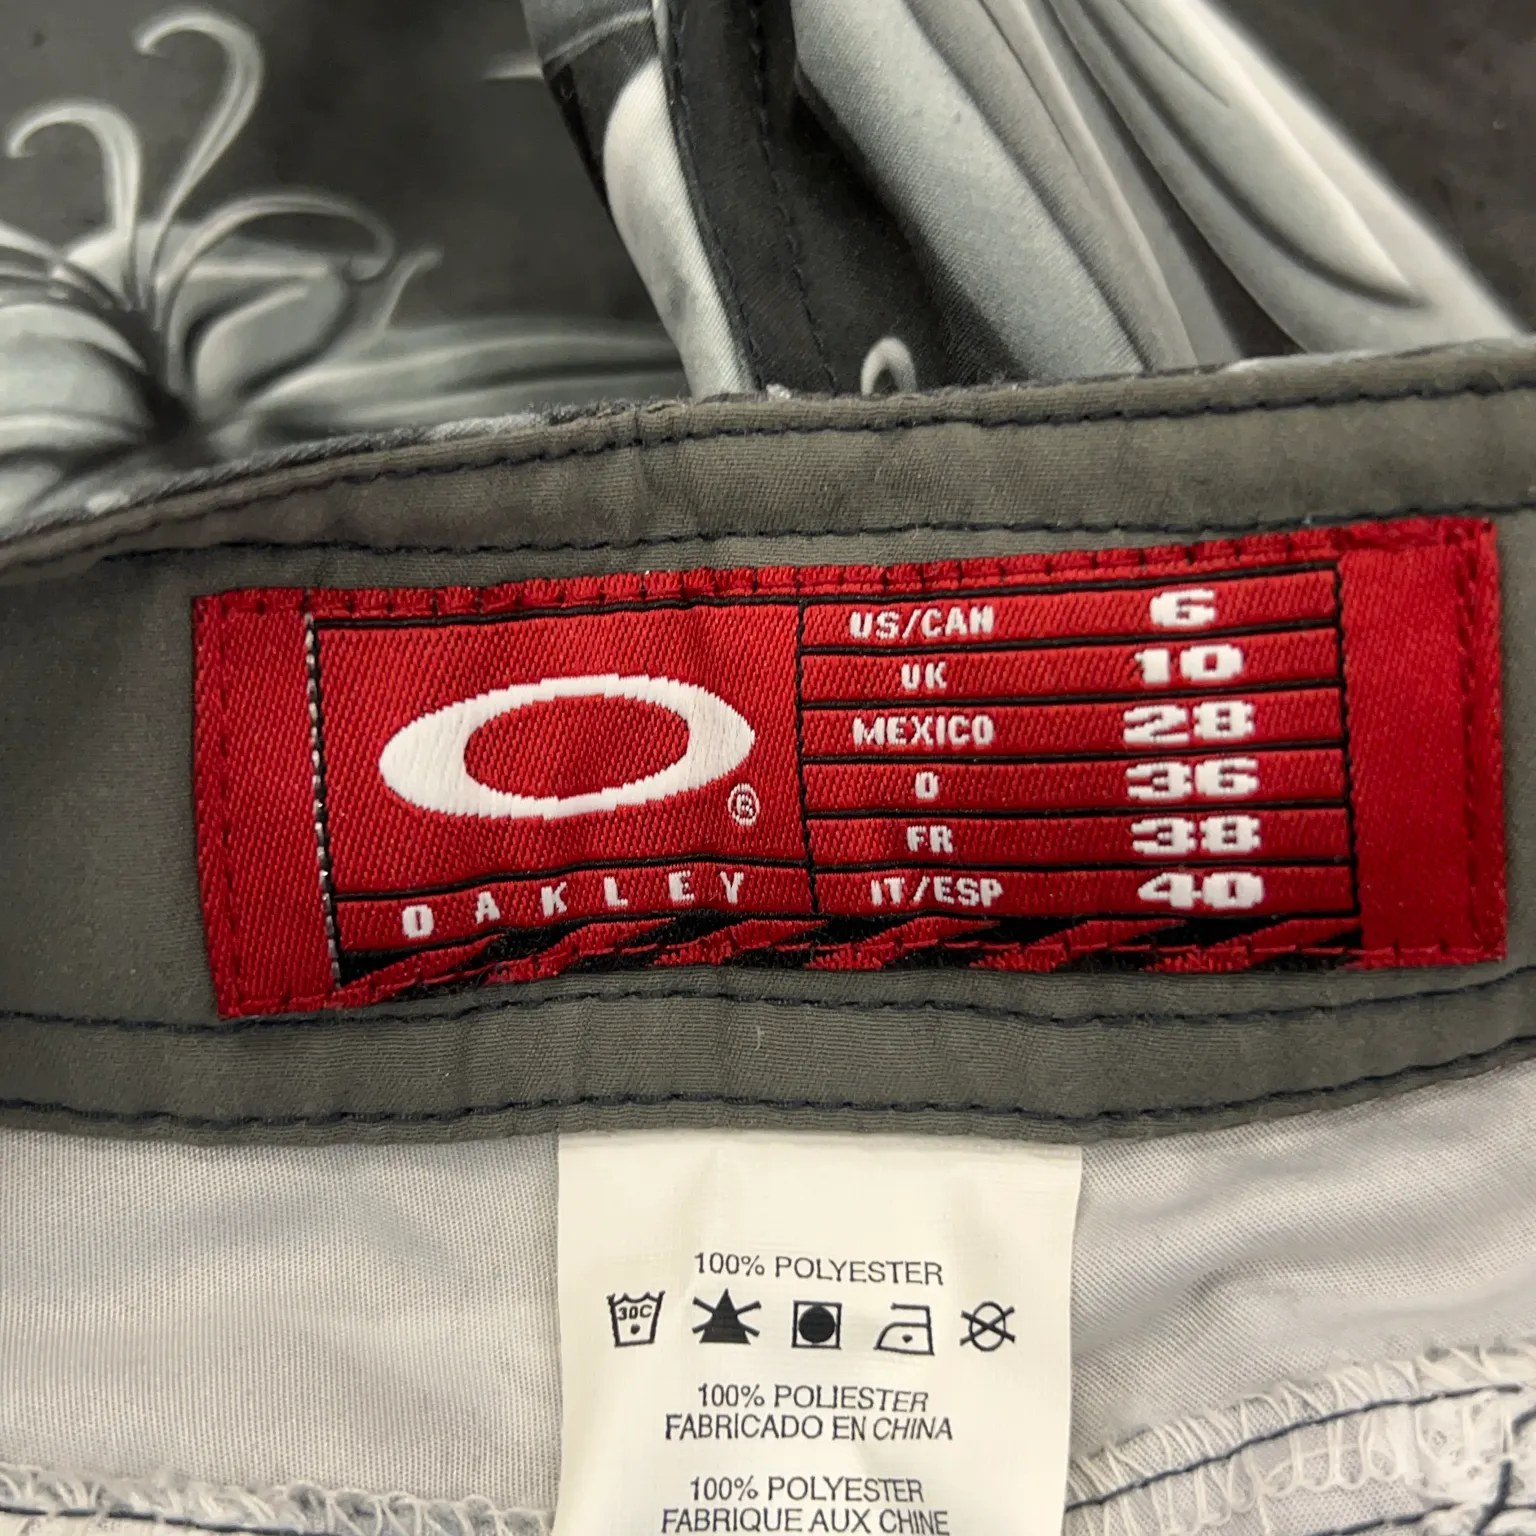 ®
OAKLEY
US/CAN 6
UK 10
MEXICO 28
D 36
FR 38
IT/ESP 40
100% POLYESTER
30C
100% POLIESTER
FABRICADO EN CHINA
100% POLYESTER
FABRIQUE AUX CHINE